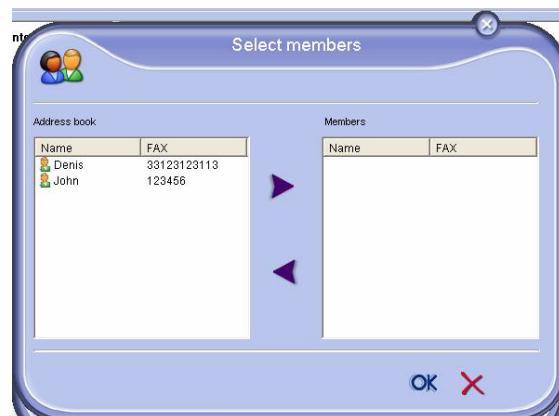 Select members
Address book
Members
Name FAX
Name FAX
Denis 33123123113
John 123456
OK